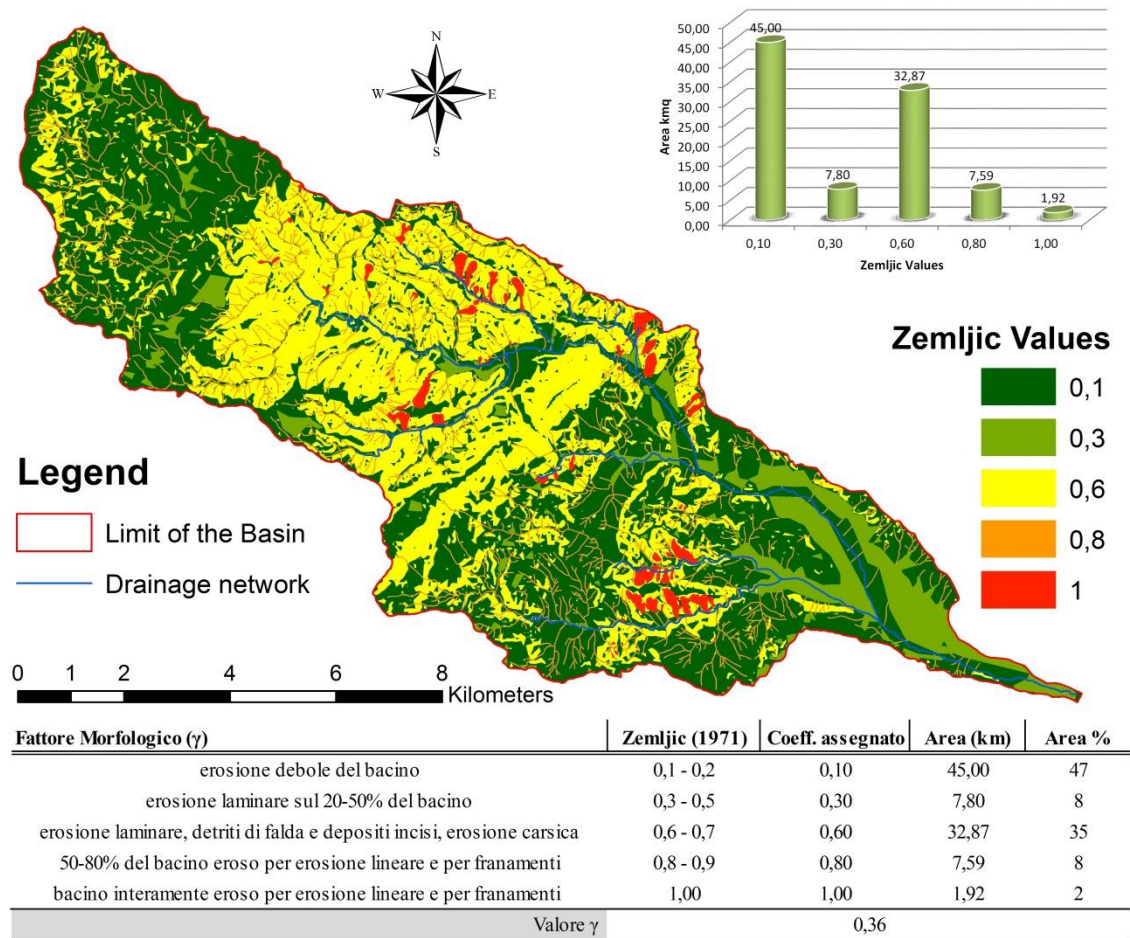 N
W E
S
Area kmq
50,00
45,00
40,00
35,00
30,00
25,00
20,00
15,00
10,00
5,00
0,00
45,00
7,80
32,87
7,59
1,92
0,10 0,30 0,60 0,80 1,00
Zemljic Values
Zemljic Values
0,1
0,3
0,6
0,8
1
Legend
Limit of the Basin
Drainage network
0 1 2 4 6 8
Kilometers
Fattore Morfologico (γ) Zemljic (1971) Coeff. assegnato Area (km) Area %
erosione debole del bacino 0,1 - 0,2 0,10 45,00 47
erosione laminare sul 20-50% del bacino 0,3 - 0,5 0,30 7,80 8
erosione laminare, detriti di falda e depositi incisi, erosione carsica 0,6 - 0,7 0,60 32,87 35
50-80% del bacino eroso per erosione lineare e per franamenti 0,8 - 0,9 0,80 7,59 8
bacino interamente eroso per erosione lineare e per franamenti 1,00 1,00 1,92 2
Valore γ 0,36